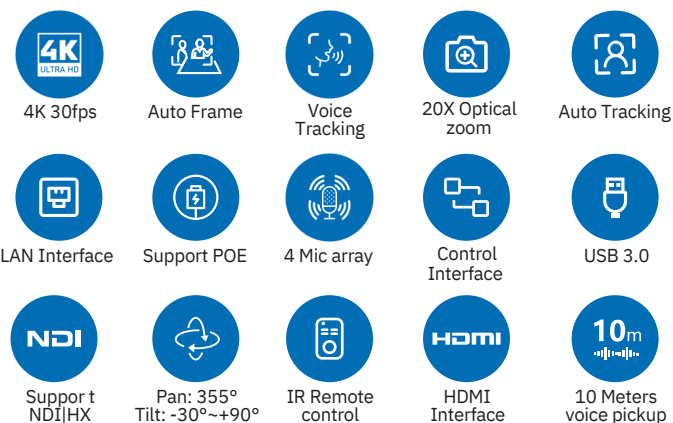 4K
ULTRA HD
4K 30fps
Auto Frame
Voice
Tracking
20X Optical
zoom
Auto Tracking
LAN Interface
Support POE
4 Mic array
Control
Interface
USB 3.0
NDI
Suppor t
NDI|HX
Pan: 355°
Tilt: -30°~+90°
IR Remote
control
HDMI
HDMI
Interface
10m
10 Meters
voice pickup